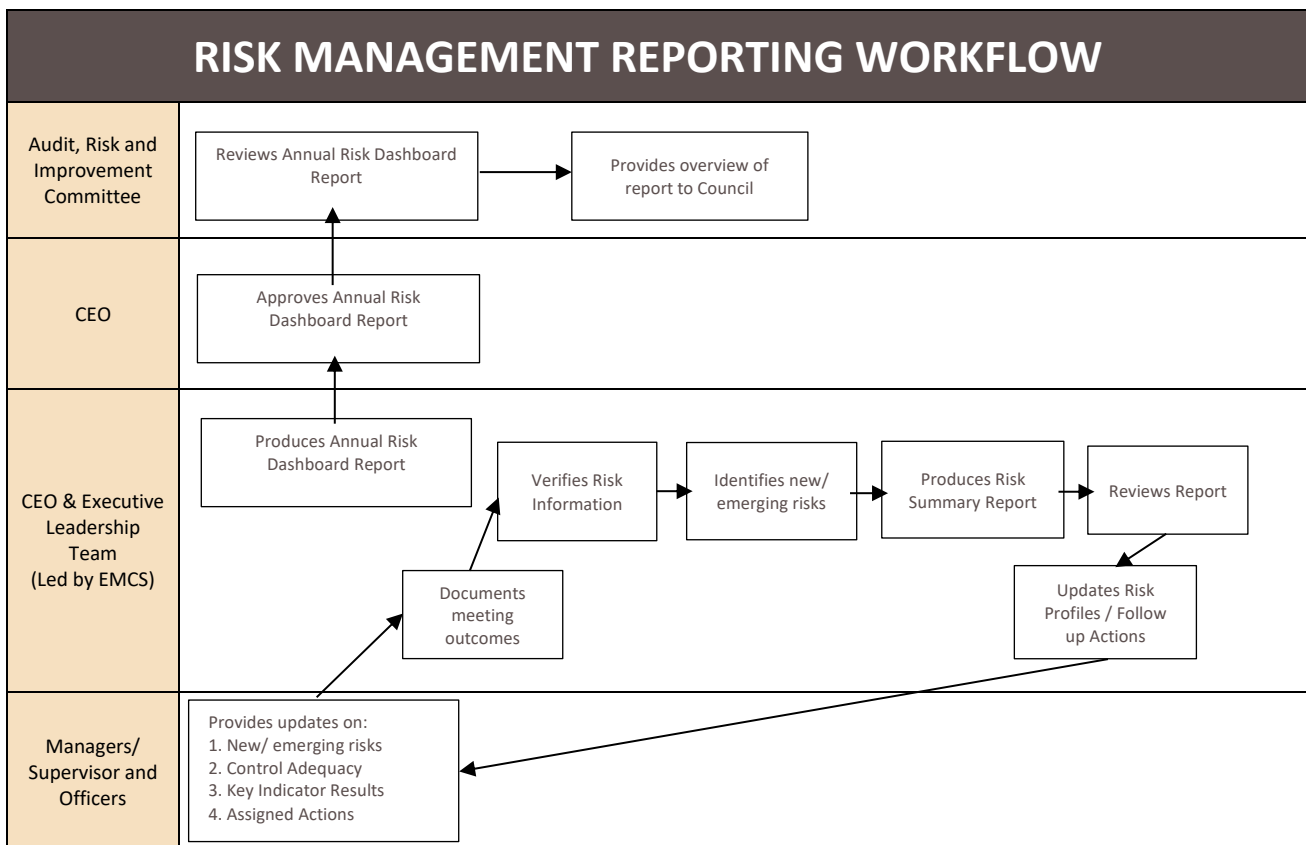 RISK MANAGEMENT REPORTING WORKFLOW
Audit, Risk and
Improvement
Committee
Reviews Annual Risk Dashboard
Report
Provides overview of
report to Council
CEO
Approves Annual Risk
Dashboard Report
CEO & Executive
Leadership
Team
(Led by EMCS)
Produces Annual Risk
Dashboard Report
Verifies Risk
Information
Identifies new/
emerging risks
Produces Risk
Summary Report
Reviews Report
Documents
meeting
outcomes
Updates Risk
Profiles / Follow
up Actions
Managers/
Supervisor and
Officers
Provides updates on:
1. New/ emerging risks
2. Control Adequacy
3. Key Indicator Results
4. Assigned Actions